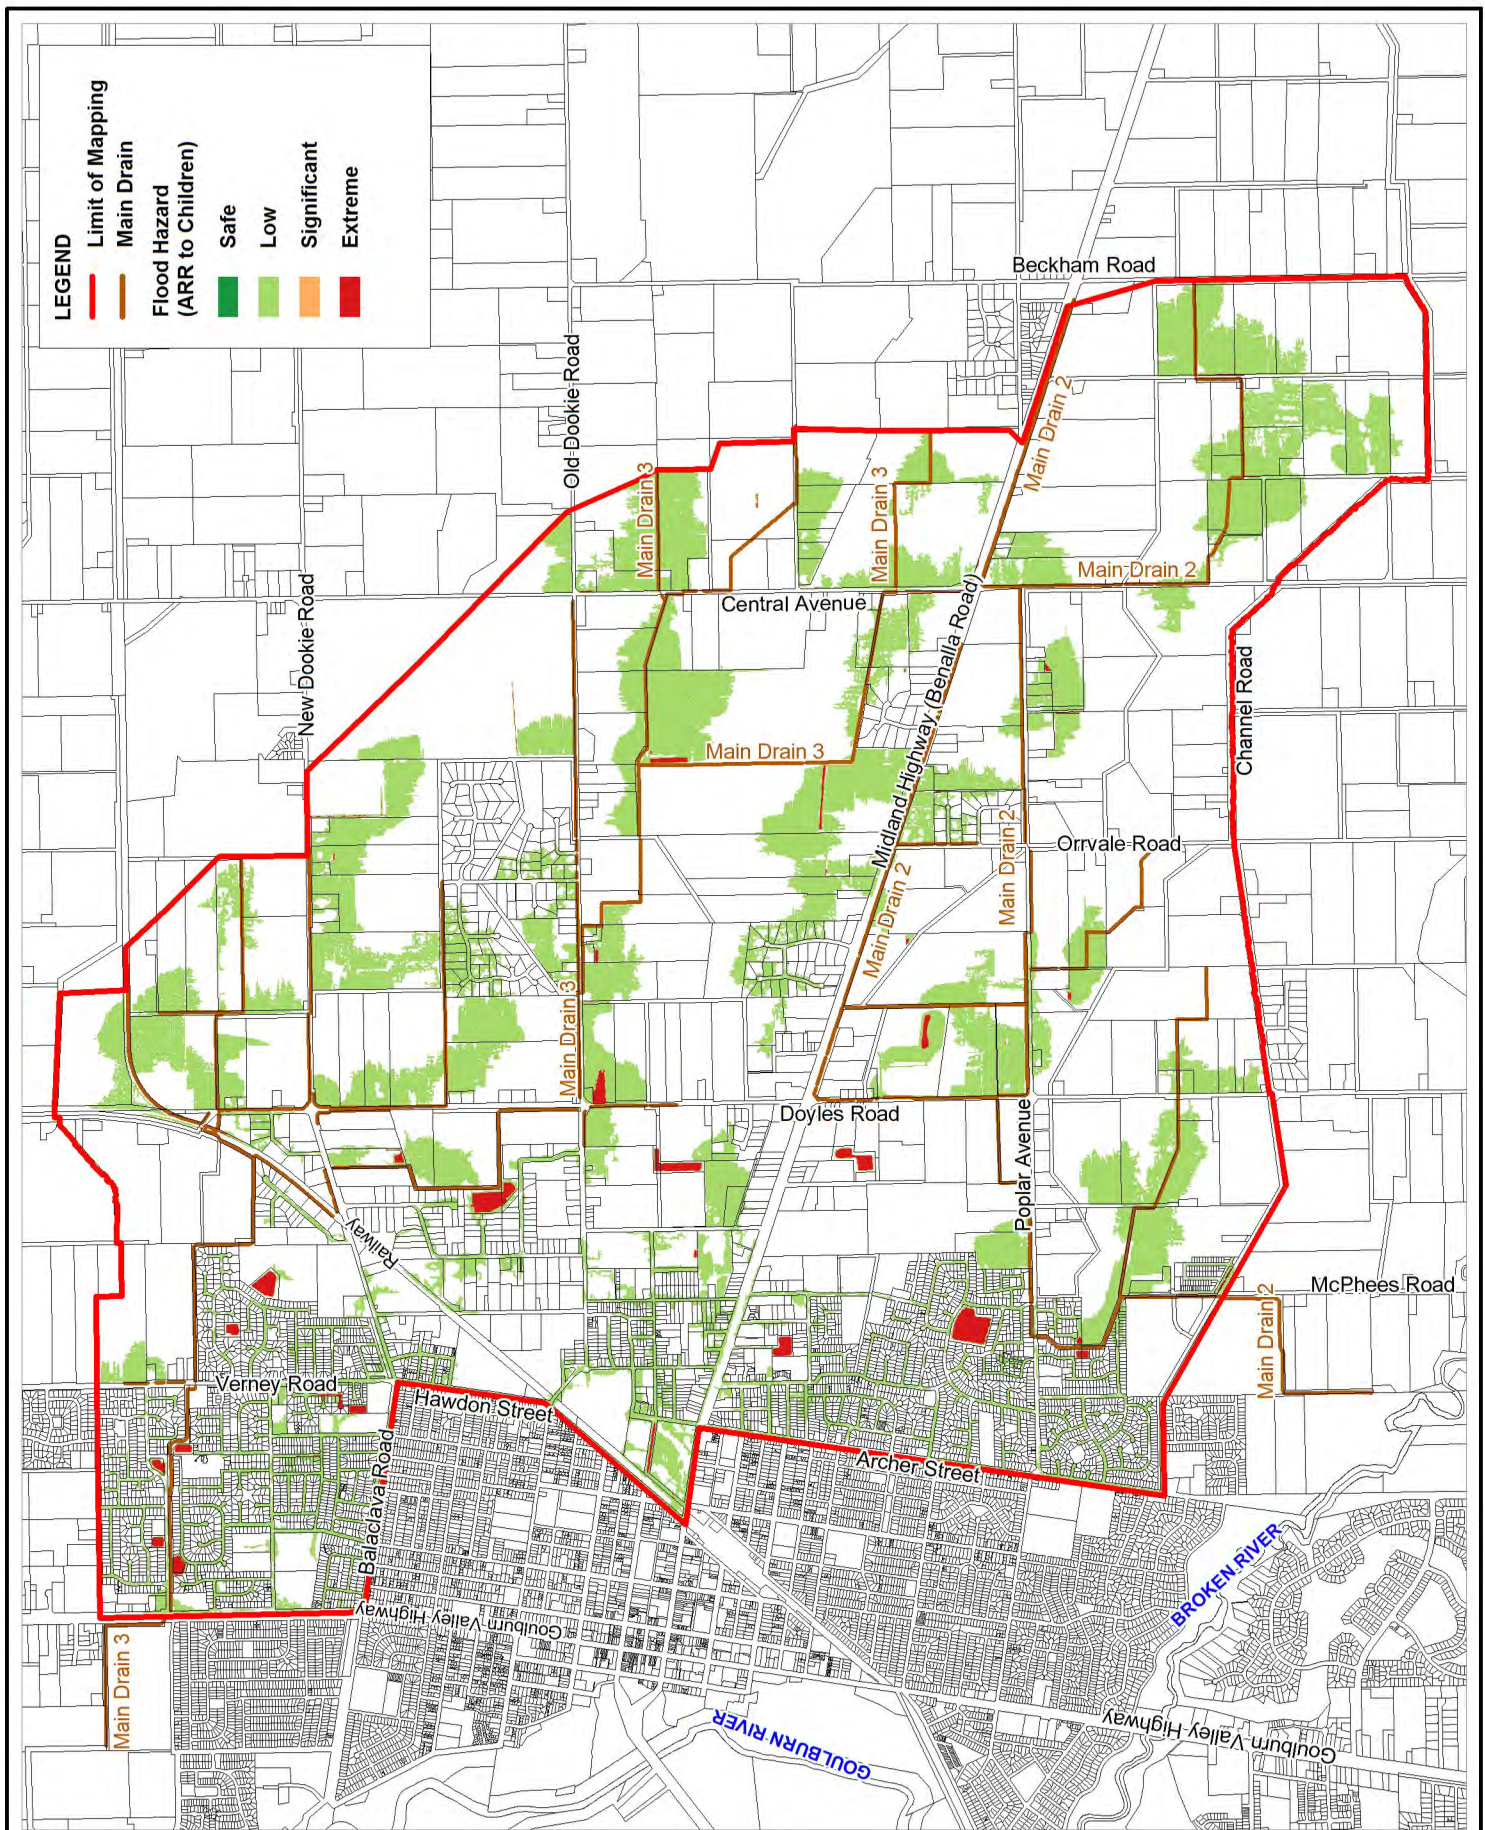 LEGEND
Limit of Mapping
Main Drain
Flood Hazard
(ARR to Children)
Safe
Low
Significant
Extreme
Beckham Road
Old Dookie Road
Main Drain 2
Main Drain 3
Main Drain 3
New Dookie Road
Main Drain 2
Central Avenue
Midland Highway (Benalla Road)
Channel Road
Main Drain 3
Orrvale Road
Main Drain 2
Main Drain 2
Main Drain 3
Doyles Road
Poplar Avenue
Railway
McPhees Road
Main Drain 2
Verney Road
Hawdon Street
Archer Street
Balaclava Road
Goulburn Valley Highway
BROKEN RIVER
Main Drain 3
GOULBURN RIVER
Goulburn Valley Highway